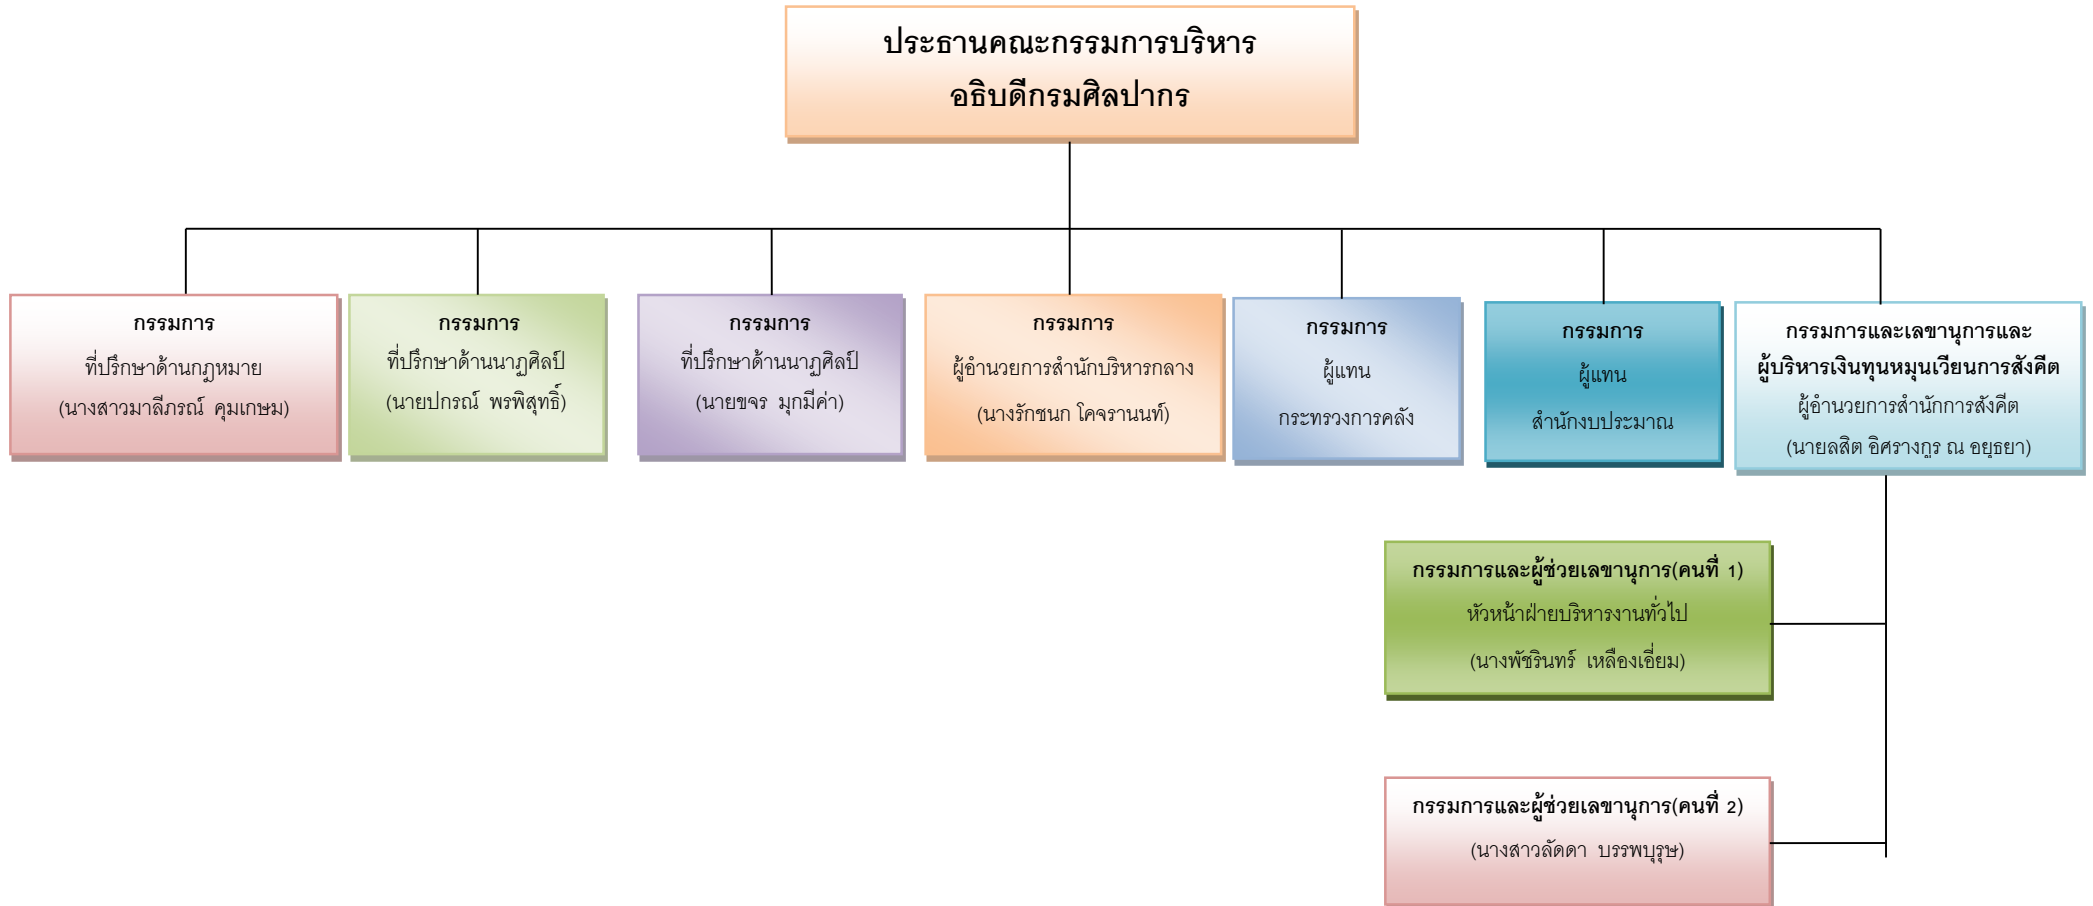 ประธานคณะกรรมการบริหาร
อธิบดีกรมศิลปากร
กรรมการ
ที่ปรึกษาด้านกฎหมาย
(นางสาวมาลีภรณ์ คุมเกษม)
กรรมการ
ที่ปรึกษาด้านนาฏศิลป์
(นายปกรณ์ พรพิสุทธิ์)
กรรมการ
ที่ปรึกษาด้านนาฏศิลป์
(นายขจร มุกมีค่า)
กรรมการ
ผู้อำนวยการสำนักบริหารกลาง
(นางรักชนก โคจรานนท์)
กรรมการ
ผู้แทน
กระทรวงการคลัง
กรรมการ
ผู้แทน
สำนักงบประมาณ
กรรมการและเลขานุการและ
ผู้บริหารเงินทุนหมุนเวียนการสังคีต
ผู้อำนวยการสำนักการสังคีต
(นายลสิต อิศรางกูร ณ อยุธยา)
กรรมการและผู้ช่วยเลขานุการ(คนที่ 1)
หัวหน้าฝ่ายบริหารงานทั่วไป
(นางพัชรินทร์ เหลืองเอี่ยม)
กรรมการและผู้ช่วยเลขานุการ(คนที่ 2)
(นางสาวลัดดา บรรพบุรุษ)